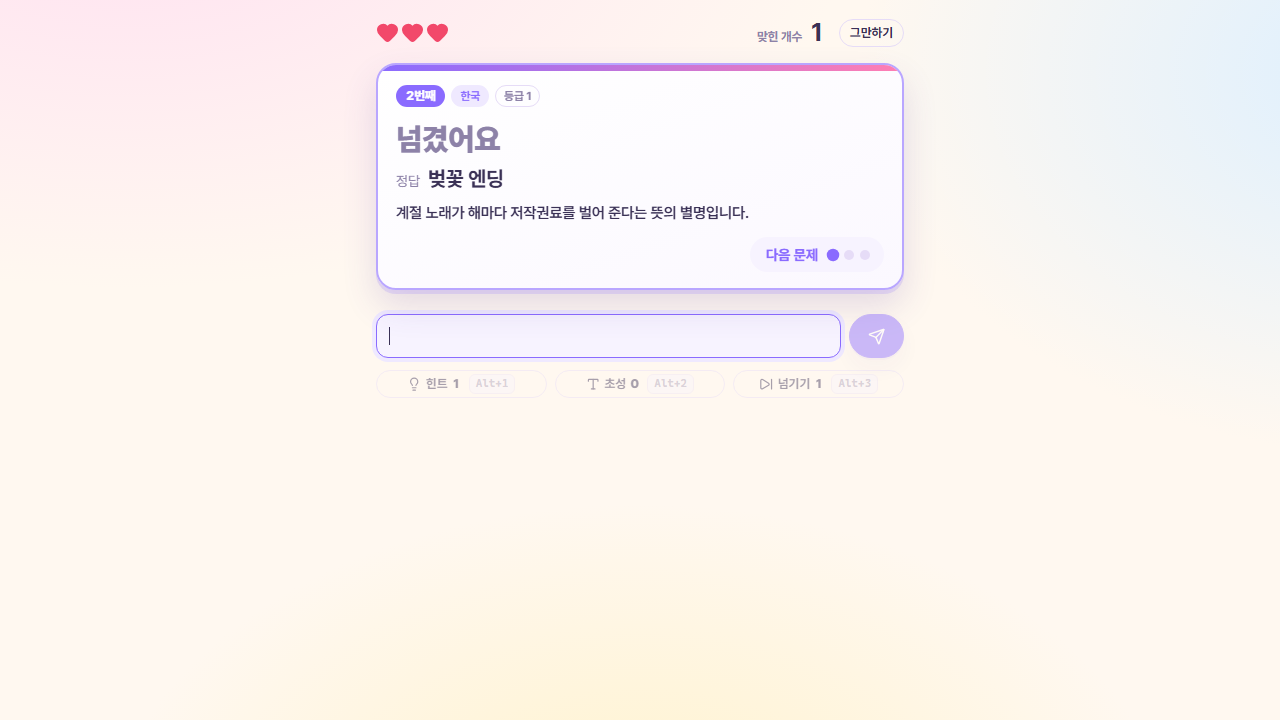 맞힌 개수 1 그만하기
2번째 한국 등급 1
넘겼어요
정답 벚꽃 엔딩
계절 노래가 해마다 저작권료를 벌어 준다는 뜻의 별명입니다.
다음 문제
힌트 1 Alt+1 초성 0 Alt+2 넘기기 1 Alt+3